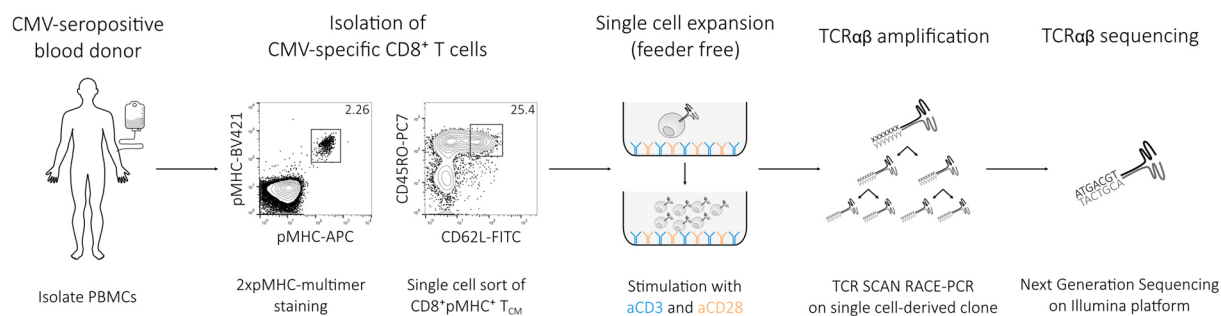 CMV-seropositive
blood donor
Isolate PBMCs
Isolation of
CMV-specific CD8⁺ T cells
2.26
pMHC-BV421
pMHC-APC
2xpMHC-multimer
staining
25.4
CD45RO-PC7
CD62L-FITC
Single cell sort of
CD8⁺pMHC⁺ T_CM
Single cell expansion
(feeder free)
Stimulation with
aCD3 and aCD28
TCRαβ amplification
XXXXXX
YYYYYY
TCR SCAN RACE-PCR
on single cell-derived clone
TCRαβ sequencing
ATGACGT
TACTGCA
Next Generation Sequencing
on Illumina platform